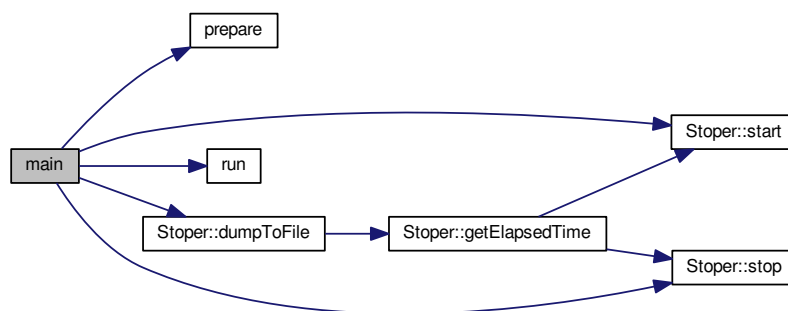 prepare
Stoper::start
main
run
Stoper::dumpToFile
Stoper::getElapsedTime
Stoper::stop